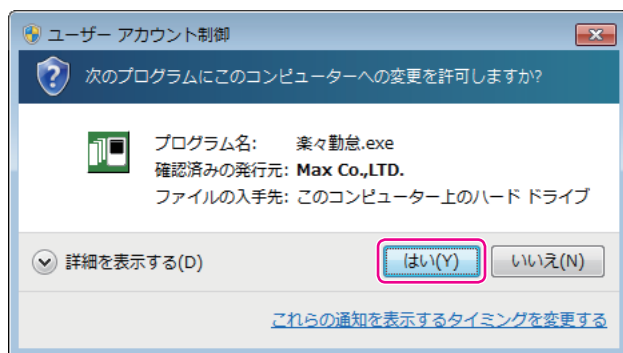 ユーザー アカウント制御
次のプログラムにこのコンピューターへの変更を許可しますか?
プログラム名: 楽々勤怠.exe
確認済みの発行元: Max Co.,LTD.
ファイルの入手先: このコンピューター上のハード ドライブ
詳細を表示する(D) はい(Y) いいえ(N)
これらの通知を表示するタイミングを変更する